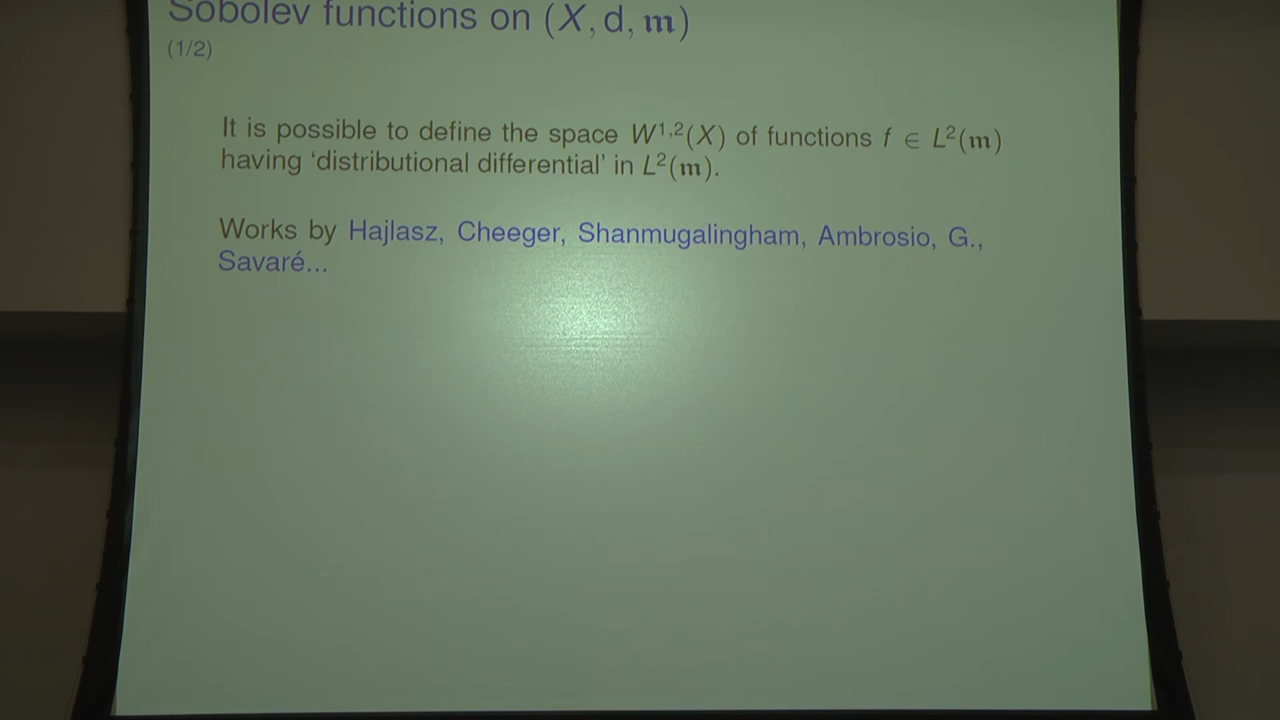 Sobolev functions on (X, d, 𝔪)
(1/2)
It is possible to define the space W¹,²(X) of functions f ∈ L²(𝔪)
having ‘distributional differential’ in L²(𝔪).
Works by Hajlasz, Cheeger, Shanmugalingham, Ambrosio, G.,
Savaré...